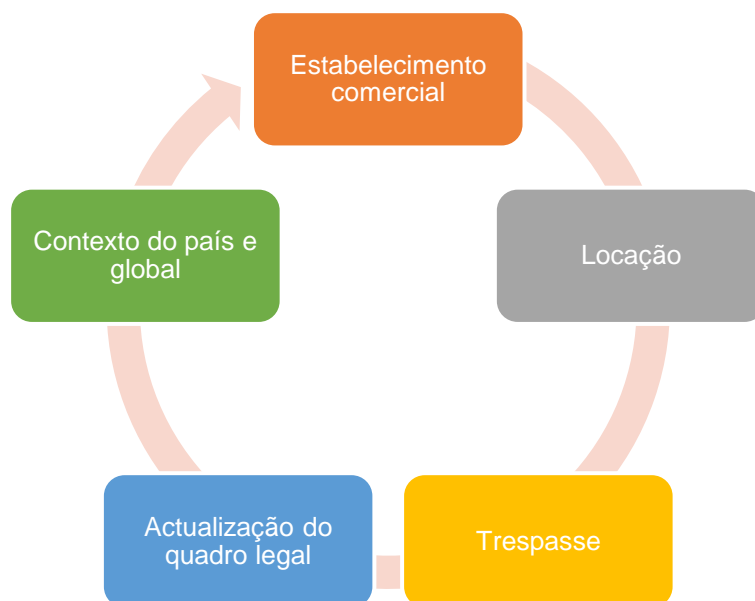 Estabelecimento
comercial
Locação
Trespasse
Actualização do
quadro legal
Contexto do país e
global